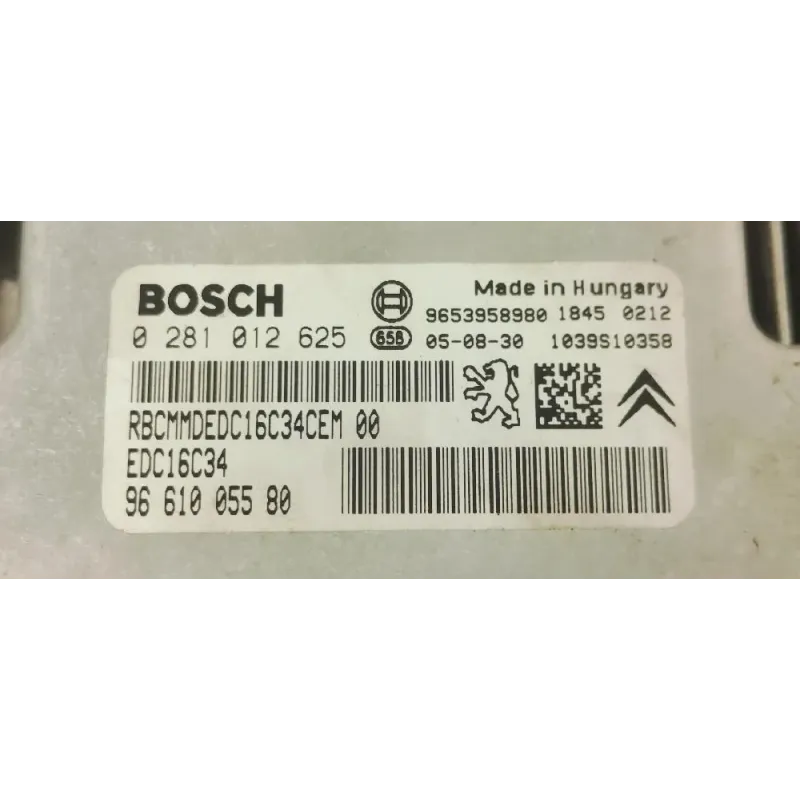 BOSCH
Made in Hungary
9653958980 1845 0212
0 281 012 625
658
05-08-30 1039S10358
RBCMMDEDC16C34CEM 00
EDC16C34
96 610 055 80